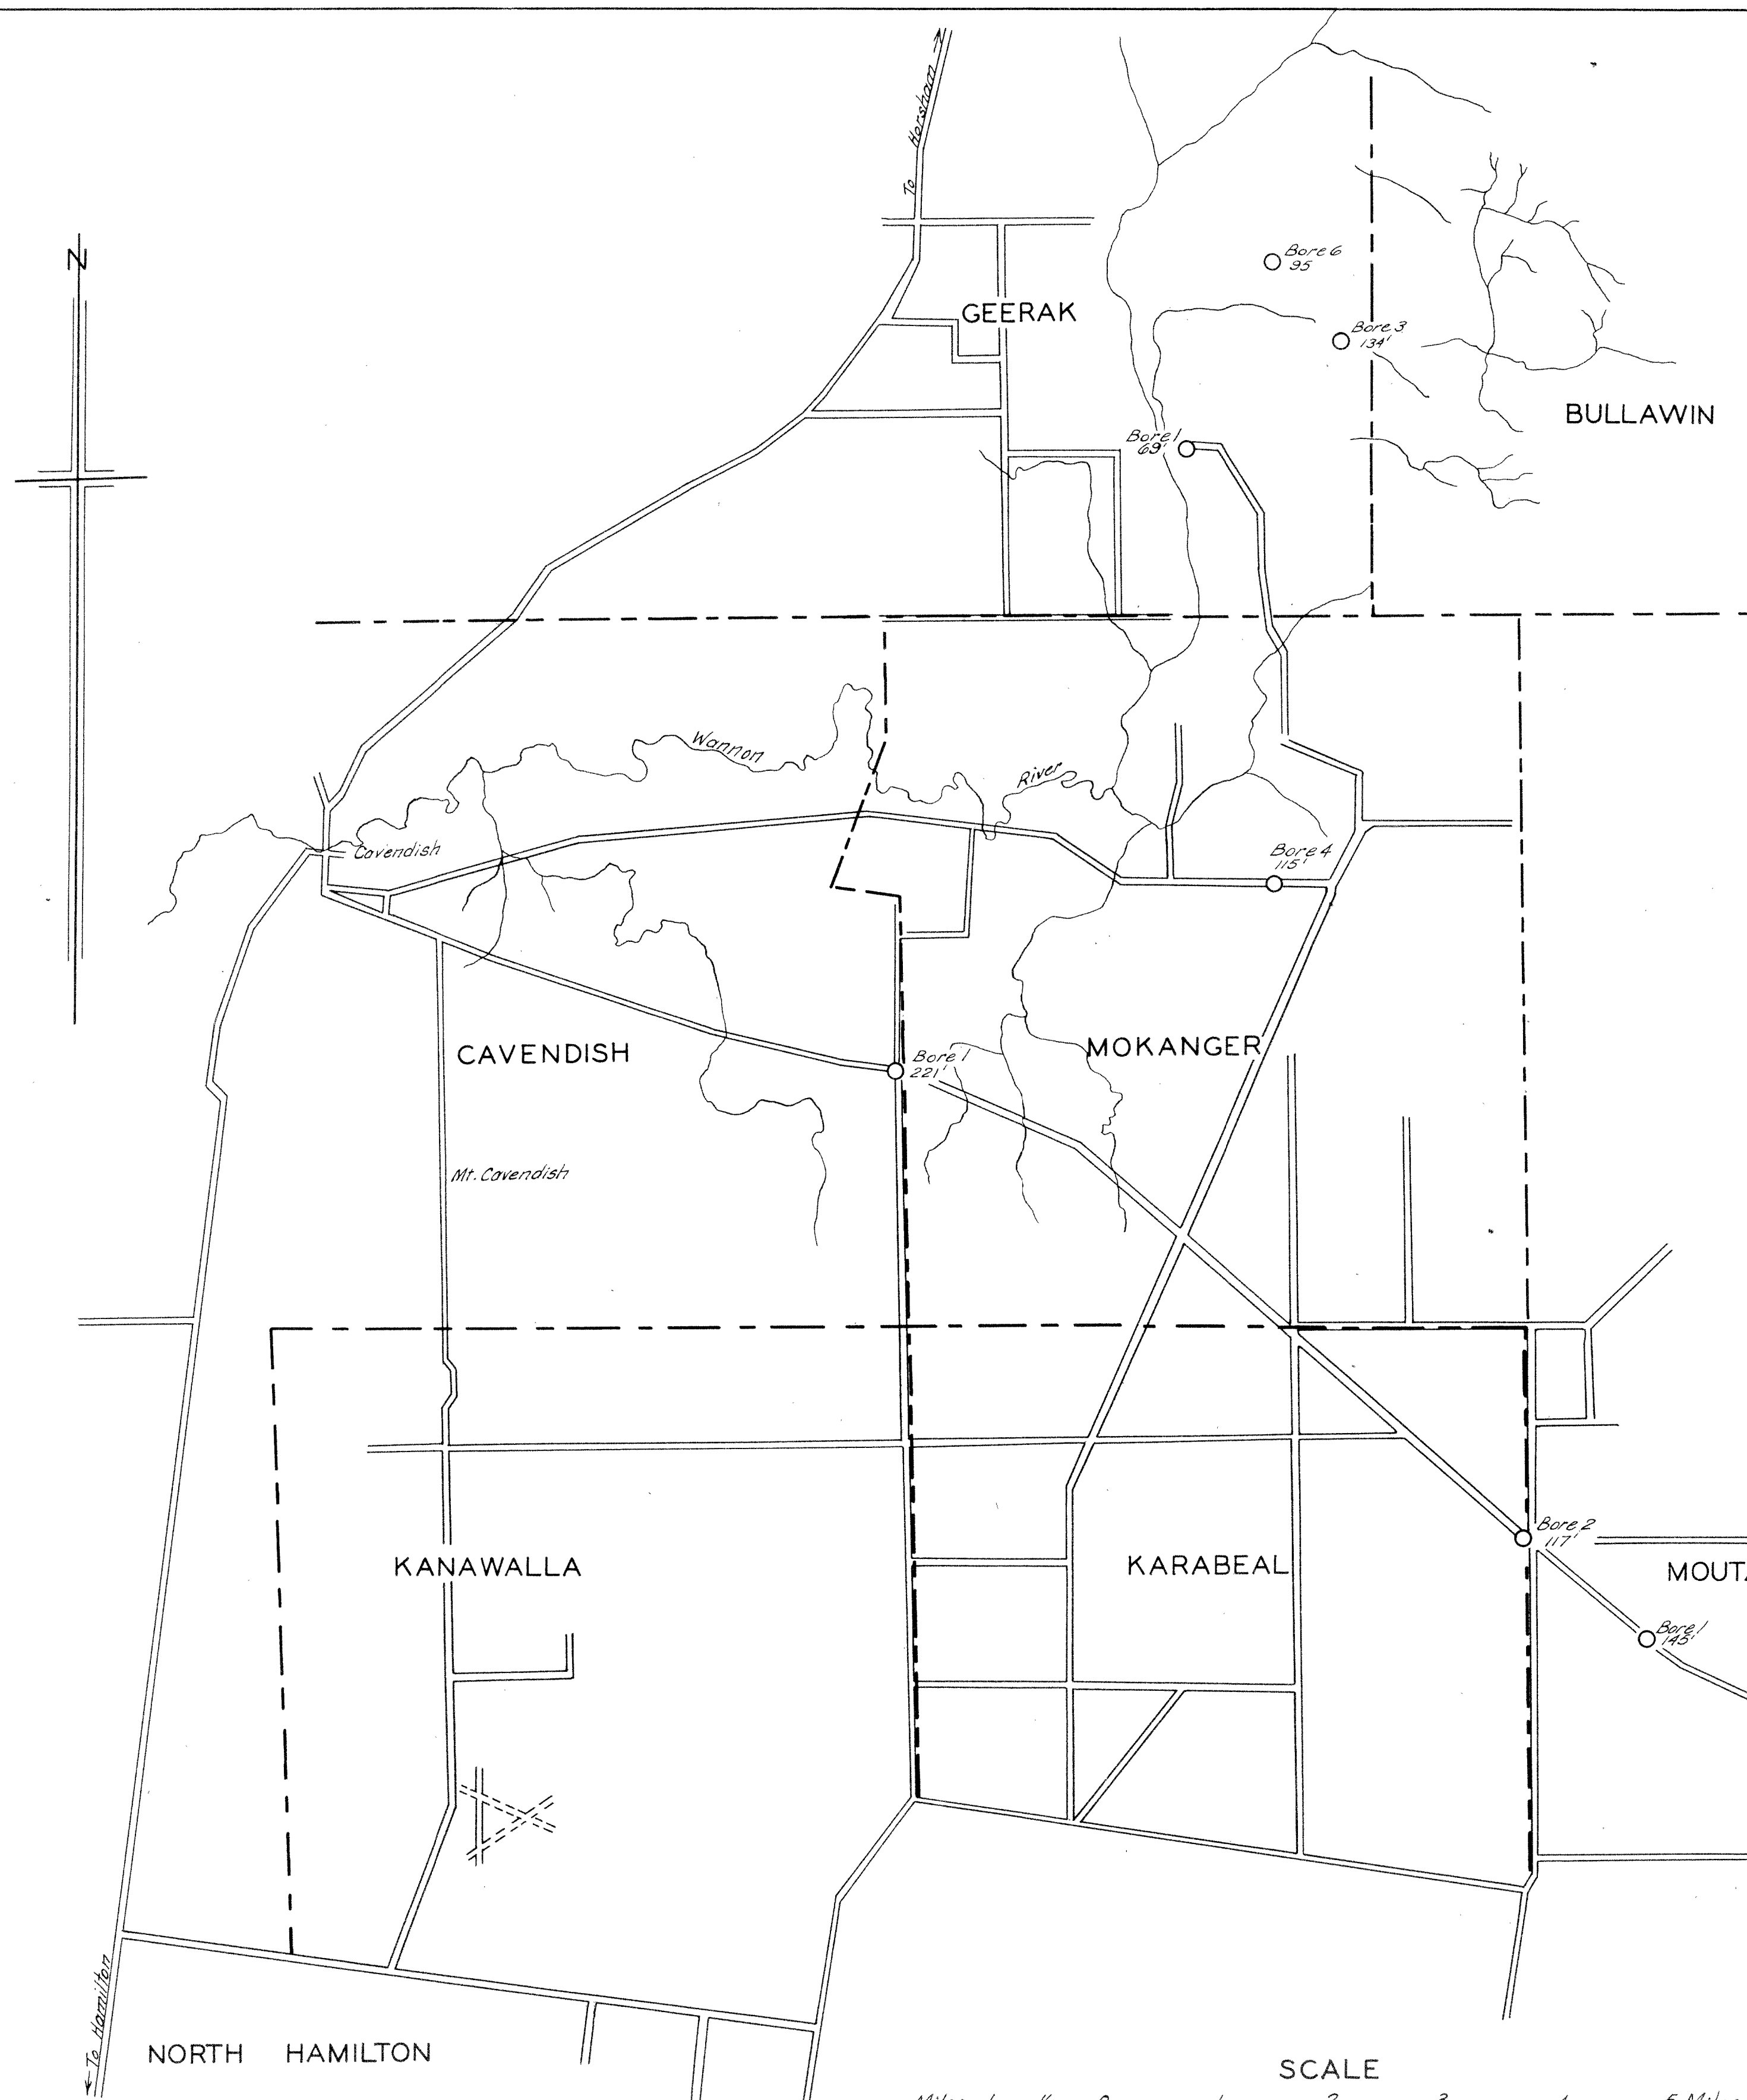 To Horsham
N
Bore 6
95
GEERAK
Bore 3
134'
BULLAWIN
Bore 1
69'
Wannon River
Cavendish
Bore 4
115'
CAVENDISH
Bore 1
221'
MOKANGER
Mt. Cavendish
KANAWALLA
KARABEAL
Bore 2
117'
MOUTA
Bore 1
145'
To Hamilton
NORTH HAMILTON
SCALE